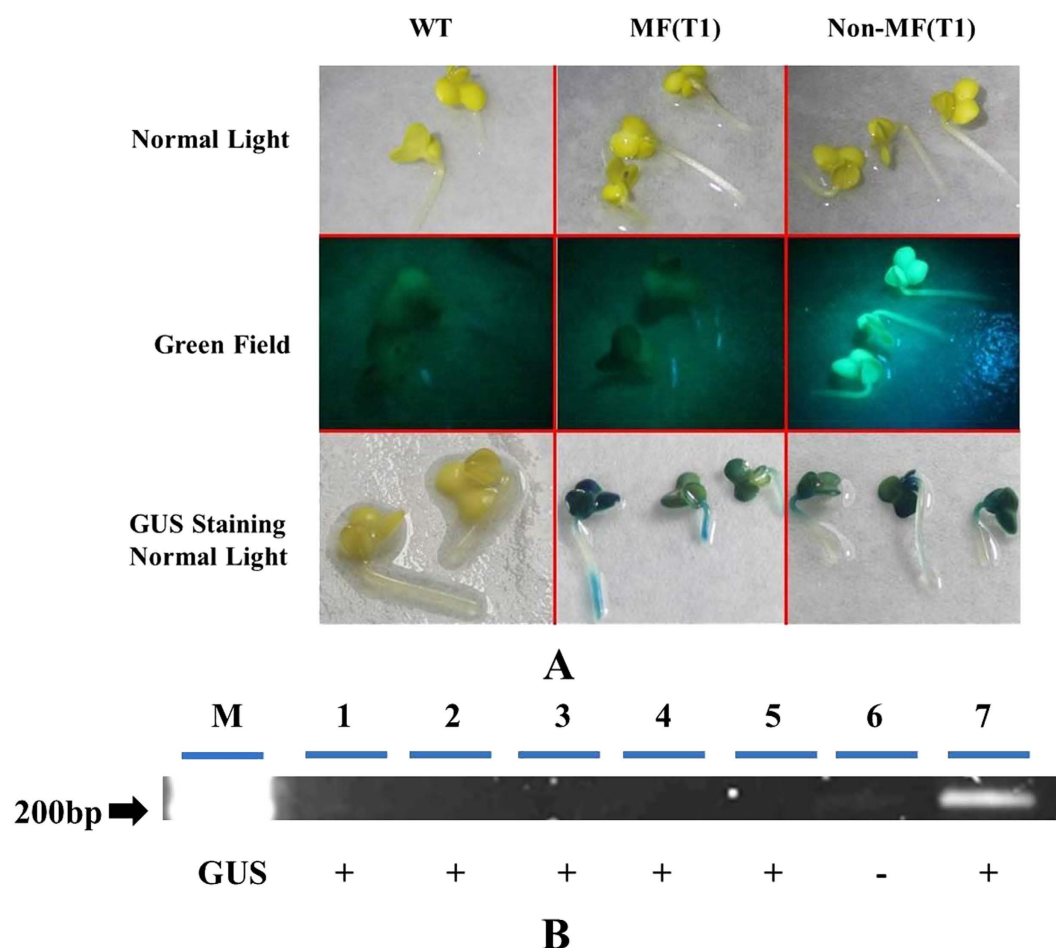 WT MF(T1) Non-MF(T1)
Normal Light
Green Field
GUS Staining
Normal Light
A
M 1 2 3 4 5 6 7
200bp
GUS + + + + + - +
B